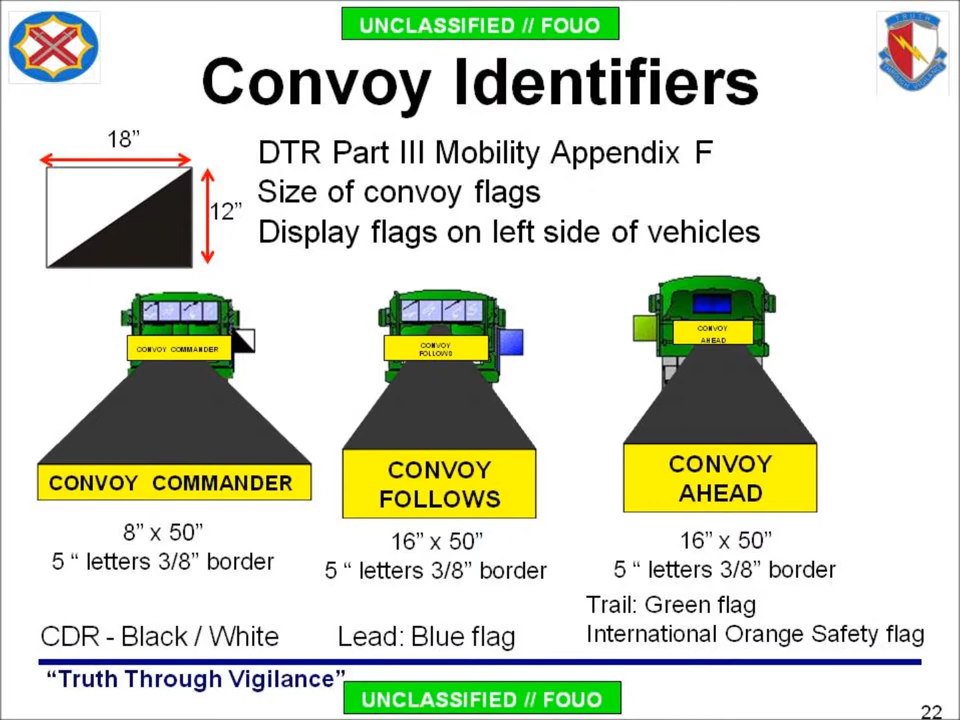 UNCLASSIFIED // FOUO
TRUTH
THROUGH VIGILANCE
Convoy Identifiers
18”
12”
DTR Part III Mobility Appendix F
Size of convoy flags
Display flags on left side of vehicles
CONVOY COMMANDER
CONVOY
FOLLOWS
CONVOY
AHEAD
CONVOY COMMANDER
CONVOY
FOLLOWS
CONVOY
AHEAD
8” x 50”
5 “ letters 3/8” border
16” x 50”
5 “ letters 3/8” border
16” x 50”
5 “ letters 3/8” border
CDR - Black / White
Lead: Blue flag
Trail: Green flag
International Orange Safety flag
“Truth Through Vigilance”
UNCLASSIFIED // FOUO
22